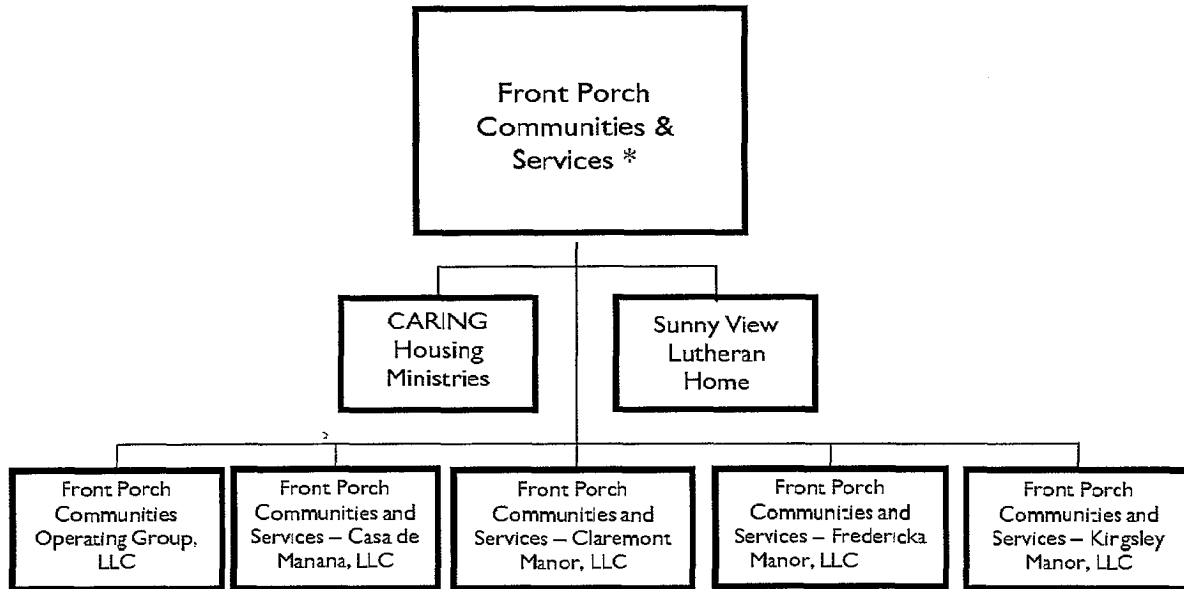 Front Porch
Communities &
Services *
CARING
Housing
Ministries
Sunny View
Lutheran
Home
Front Porch
Communities
Operating Group,
LLC
Front Porch
Communities and
Services – Casa de
Manana, LLC
Front Porch
Communities and
Services – Claremont
Manor, LLC
Front Porch
Communities and
Services – Fredericka
Manor, LLC
Front Porch
Communities and
Services – Kingsley
Manor, LLC